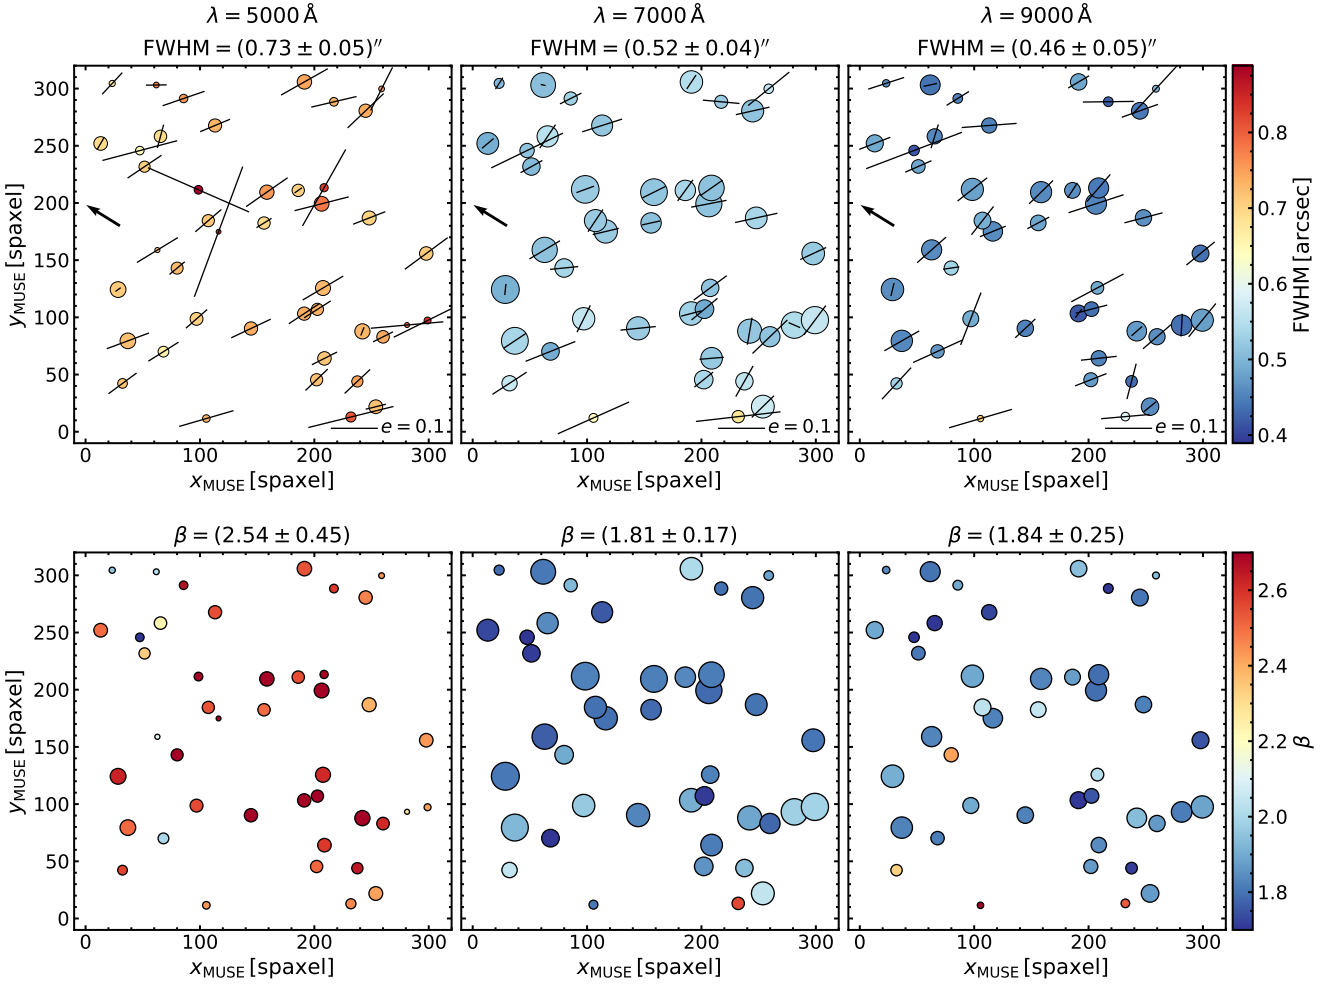 λ = 5000 Å
λ = 7000 Å
λ = 9000 Å
FWHM = (0.73 ± 0.05)″
FWHM = (0.52 ± 0.04)″
FWHM = (0.46 ± 0.05)″
300
250
200
150
100
50
0
y_MUSE [spaxel]
e = 0.1
e = 0.1
e = 0.1
0 100 200 300
0 100 200 300
0 100 200 300
x_MUSE [spaxel]
x_MUSE [spaxel]
x_MUSE [spaxel]
0.8
0.7
0.6
0.5
0.4
FWHM [arcsec]
β = (2.54 ± 0.45)
β = (1.81 ± 0.17)
β = (1.84 ± 0.25)
300
250
200
150
100
50
0
y_MUSE [spaxel]
0 100 200 300
0 100 200 300
0 100 200 300
x_MUSE [spaxel]
x_MUSE [spaxel]
x_MUSE [spaxel]
2.6
2.4
2.2
2.0
1.8
β